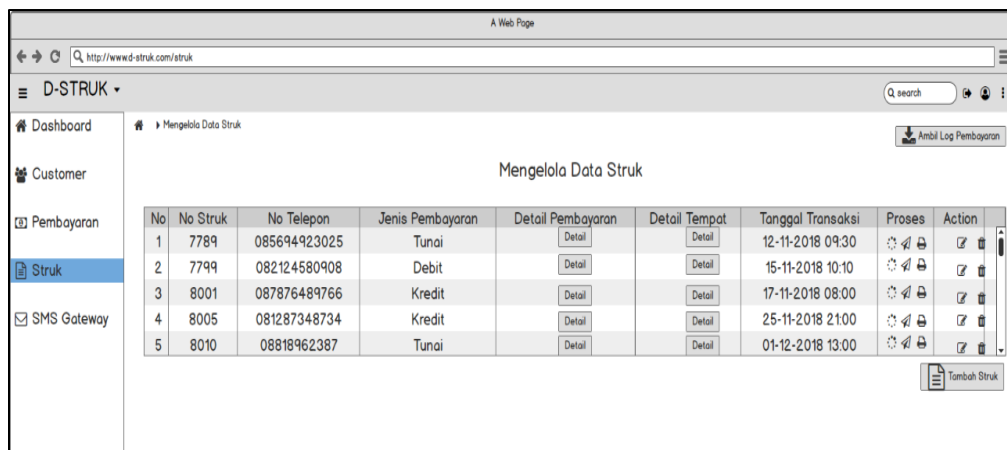 A Web Page
http://www.d-struk.com/struk
D-STRUK
search
Dashboard
Mengelola Data Struk
Ambil Log Pembayaran
Customer
Mengelola Data Struk
Pembayaran
No No Struk No Telepon Jenis Pembayaran Detail Pembayaran Detail Tempat Tanggal Transaksi Proses Action
1 7789 085694923025 Tunai Detail Detail 12-11-2018 09:30
Struk
2 7799 082124580908 Debit Detail Detail 15-11-2018 10:10
3 8001 087876489766 Kredit Detail Detail 17-11-2018 08:00
SMS Gateway
4 8005 081287348734 Kredit Detail Detail 25-11-2018 21:00
5 8010 08818962387 Tunai Detail Detail 01-12-2018 13:00
Tambah Struk